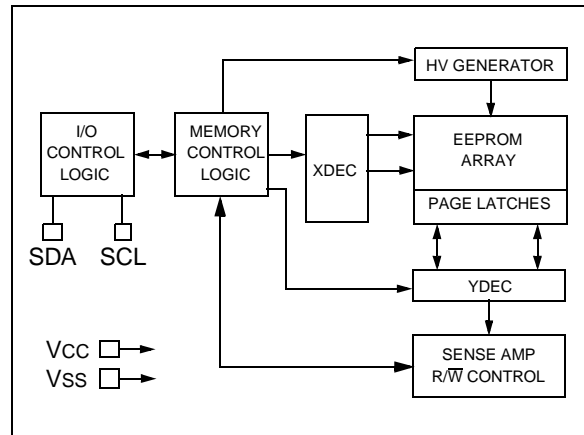 HV GENERATOR
I/O
CONTROL
LOGIC
MEMORY
CONTROL
LOGIC
XDEC
EEPROM
ARRAY
PAGE LATCHES
SDA
SCL
YDEC
VCC
VSS
SENSE AMP
R/W̅ CONTROL